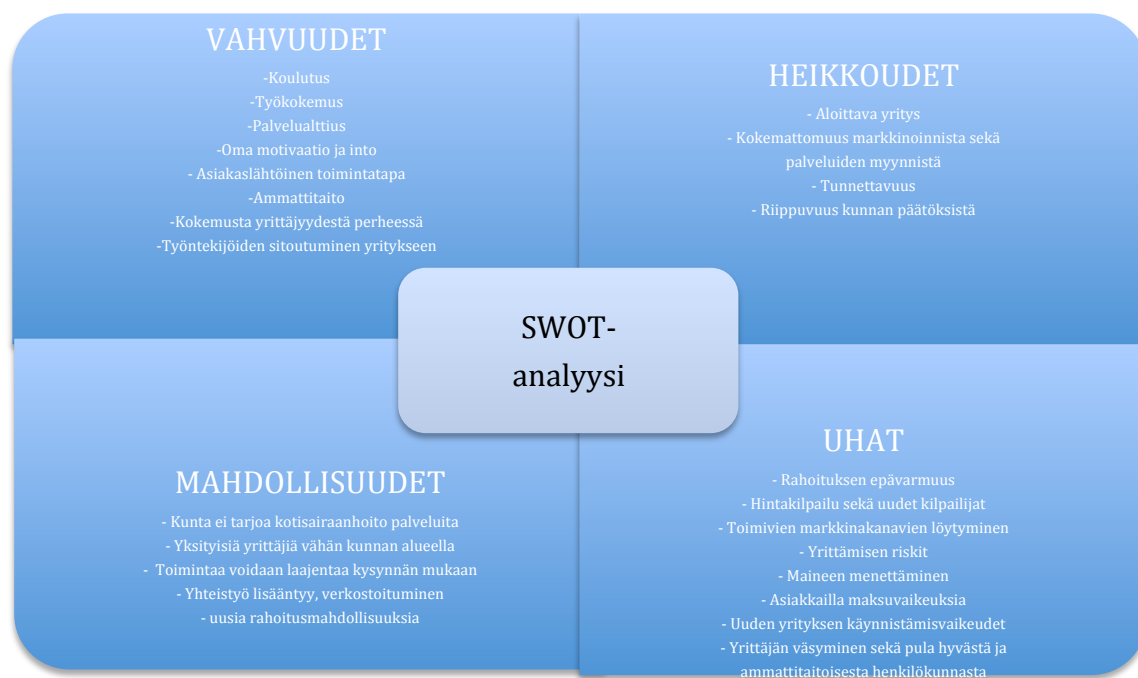 VAHVUUDET
-Koulutus
-Työkokemus
-Palvelualttius
-Oma motivaatio ja into
- Asiakaslähtöinen toimintatapa
-Ammattitaito
-Kokemusta yrittäjyydestä perheessä
-Työntekijöiden sitoutuminen yritykseen
HEIKKOUDET
- Aloittava yritys
- Kokemattomuus markkinoinnista sekä
palveluiden myynnistä
- Tunnettavuus
- Riippuvuus kunnan päätöksistä
SWOT-
analyysi
MAHDOLLISUUDET
- Kunta ei tarjoa kotisairaanhoito palveluita
- Yksityisiä yrittäjiä vähän kunnan alueella
- Toimintaa voidaan laajentaa kysynnän mukaan
- Yhteistyö lisääntyy, verkostoituminen
- uusia rahoitusmahdollisuuksia
UHAT
- Rahoituksen epävarmuus
- Hintakilpailu sekä uudet kilpailijat
- Toimivien markkinakanavien löytyminen
- Yrittämisen riskit
- Maineen menettäminen
- Asiakkailla maksuvaikeuksia
- Uuden yrityksen käynnistämisvaikeudet
- Yrittäjän väsyminen sekä pula hyvästä ja
ammattitaitoisesta henkilökunnasta